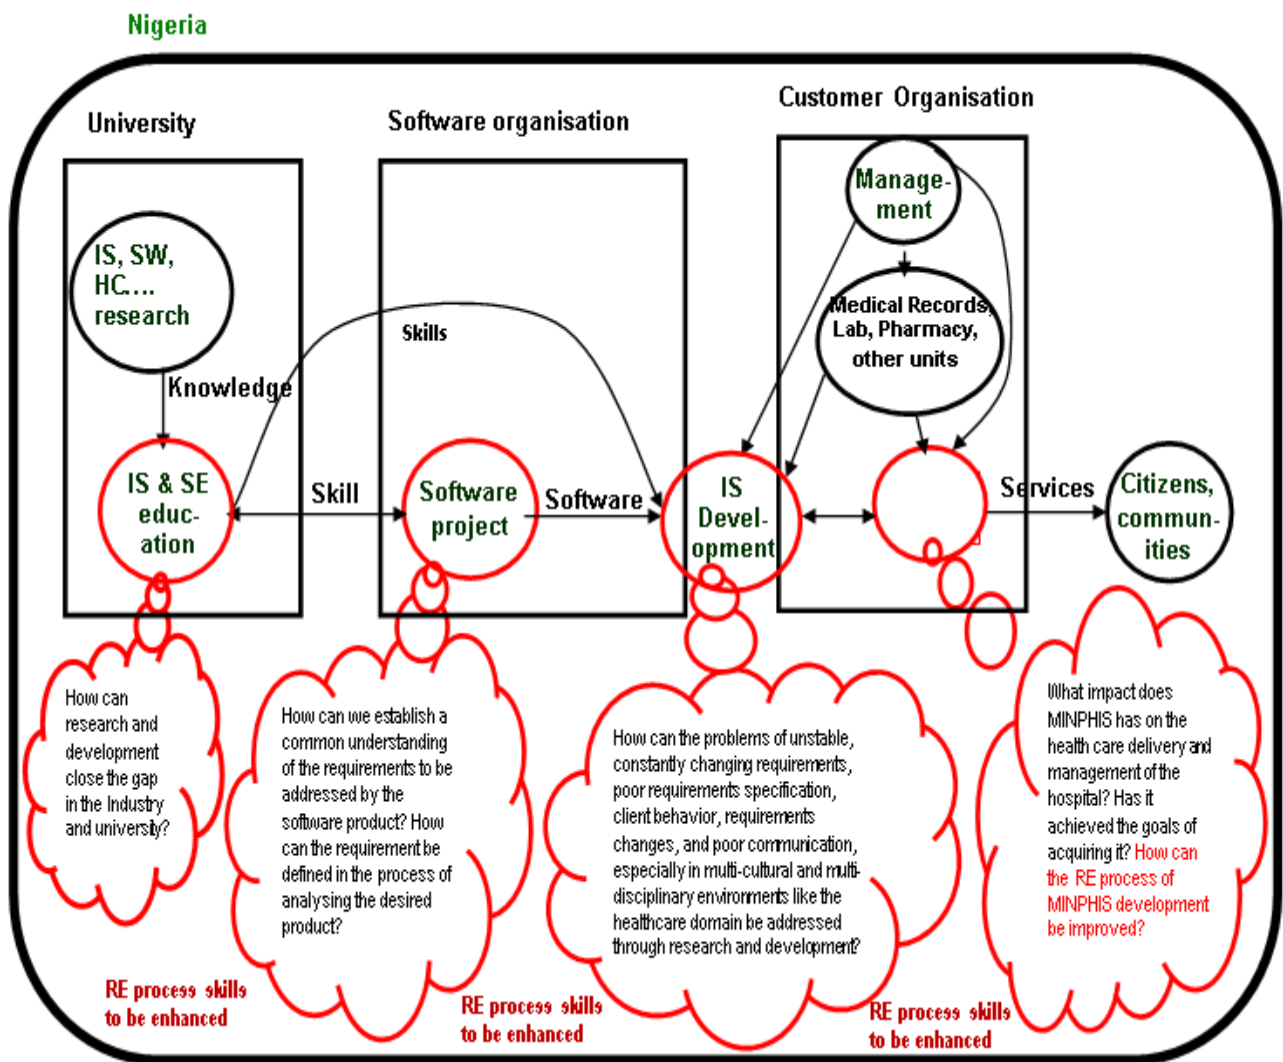 Nigeria
University
Software organisation
Customer Organisation
IS, SW,
HC....
research
Knowledge
IS & SE
educ-
ation
Skill
Skills
Software
project
Software
Manage-
ment
Medical Records,
Lab, Pharmacy,
other units
IS
Devel-
opment
Services
Citizens,
commun-
ities
How can
research and
development
close the gap
in the Industry
and university?
How can we establish a
common understanding
of the requirements to be
addressed by the
software product? How
can the requirement be
defined in the process of
analysing the desired
product?
How can the problems of unstable,
constantly changing requirements,
poor requirements specification,
client behavior, requirements
changes, and poor communication,
especially in multi-cultural and multi-
disciplinary environments like the
healthcare domain be addressed
through research and development?
What impact does
MINPHIS has on the
health care delivery and
management of the
hospital? Has it
achieved the goals of
acquiring it? How can
the RE process of
MINPHIS development
be improved?
RE process skills
to be enhanced
RE process skills
to be enhanced
RE process skills
to be enhanced